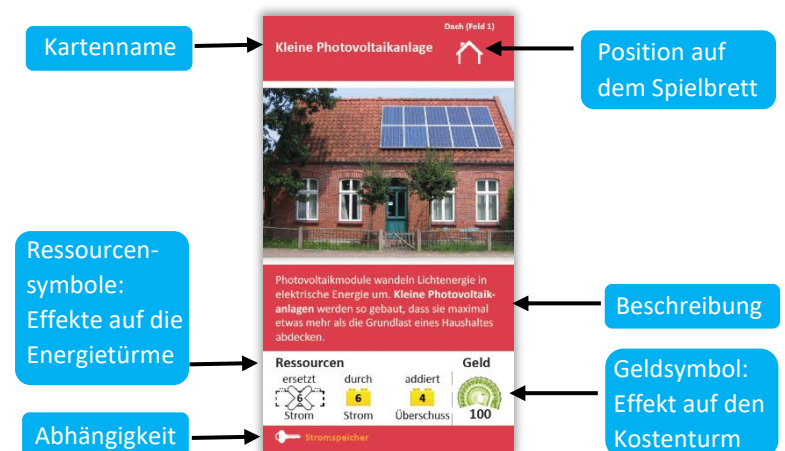 Dach (Feld 1)
Kartenname
Kleine Photovoltaikanlage
Position auf
dem Spielbrett
Ressourcen-
symbole:
Effekte auf die
Energietürme
Photovoltaikmodule wandeln Lichtenergie in
elektrische Energie um. Kleine Photovoltaik-
anlagen werden so gebaut, dass sie maximal
etwas mehr als die Grundlast eines Haushaltes
abdecken.
Beschreibung
Ressourcen
Geld
ersetzt durch addiert
6 6 4
Strom Strom Überschuss 100
Geldsymbol:
Effekt auf den
Kostenturm
Abhängigkeit
Stromspeicher